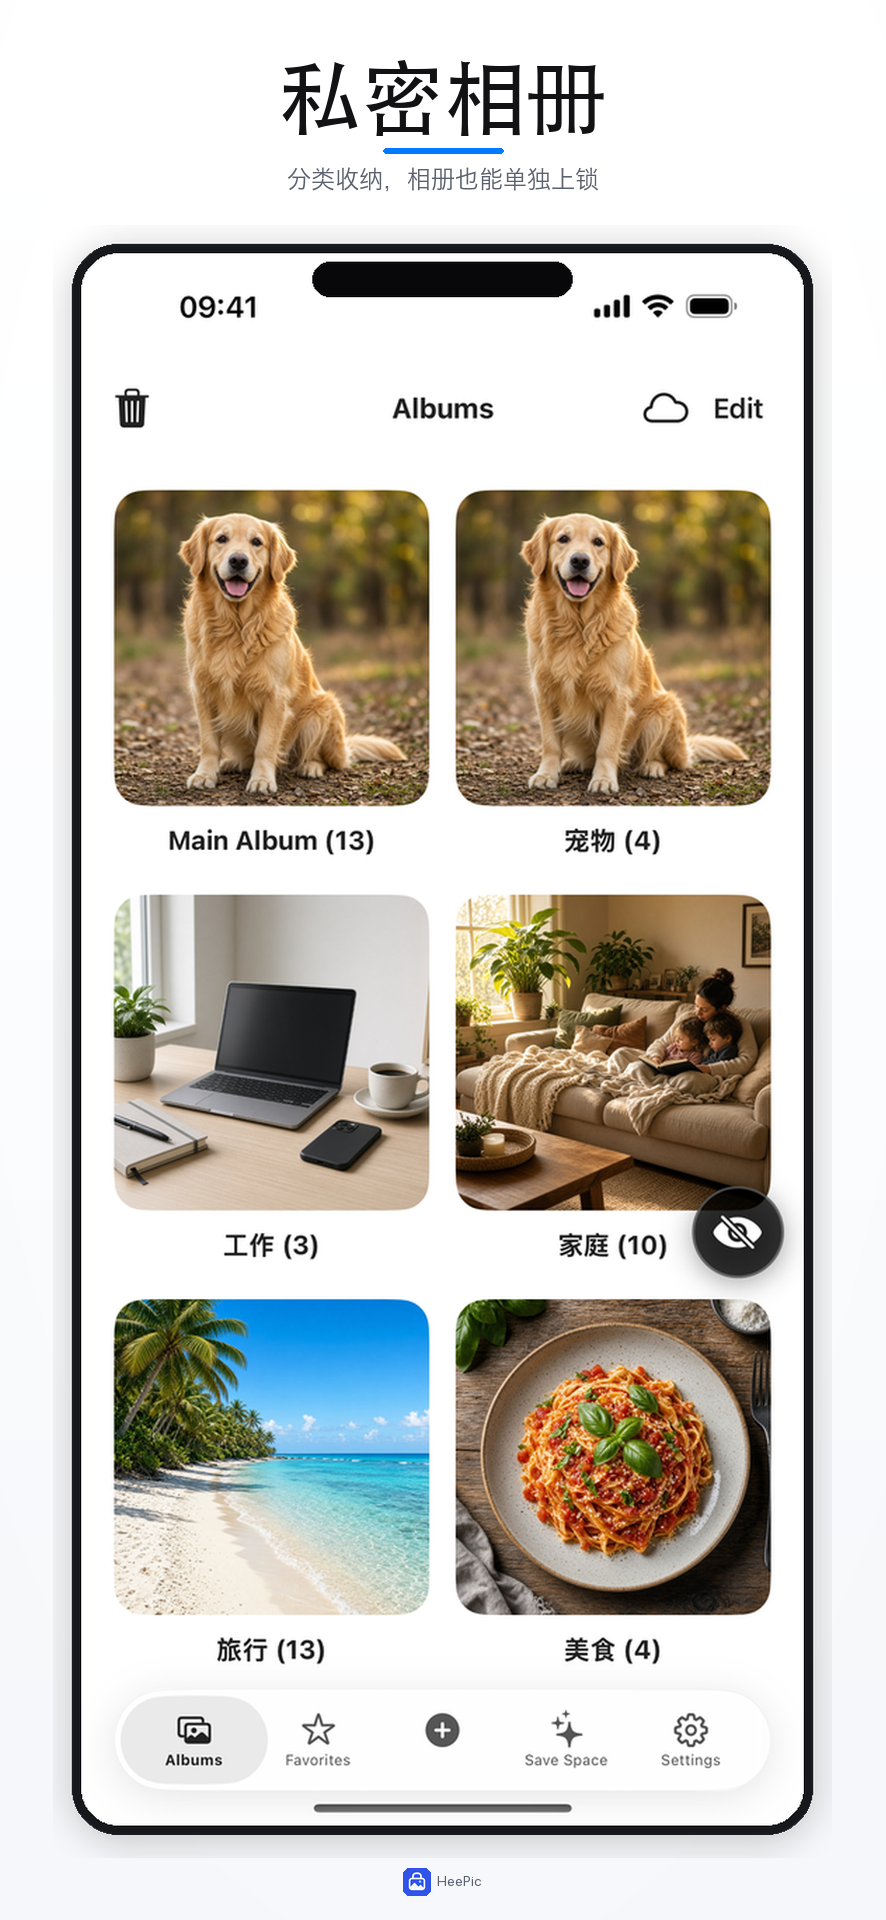 私密相册
分类收纳，相册也能单独上锁
09:41
Albums
Edit
Main Album (13)
宠物 (4)
工作 (3)
家庭 (10)
旅行 (13)
美食 (4)
Albums
Favorites
Save Space
Settings
HeePic